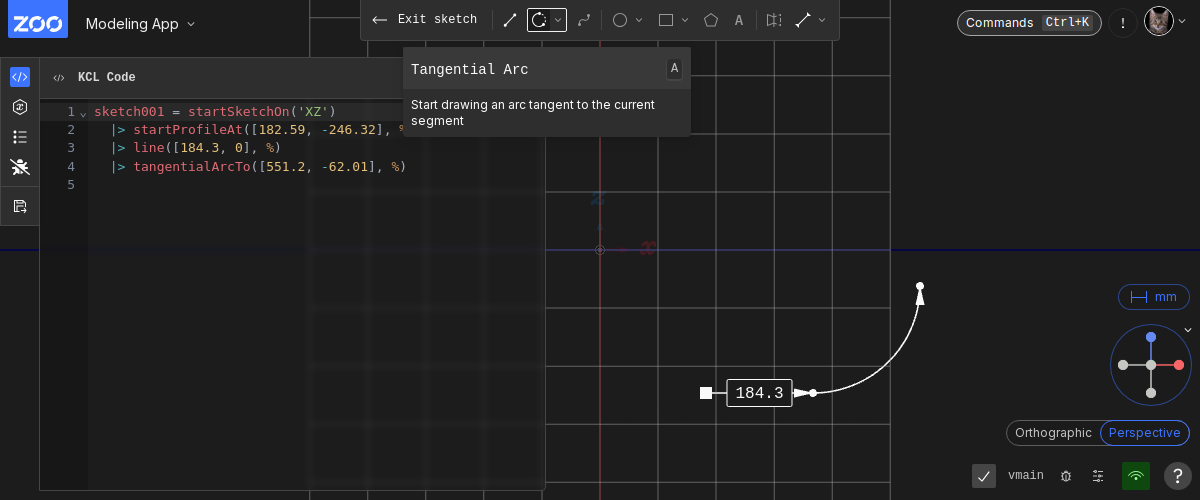 ZOO Modeling App
Exit sketch
A
Commands Ctrl+K
!
Tangential Arc A
Start drawing an arc tangent to the current
segment
KCL Code
1 sketch001 = startSketchOn('XZ')
2 |> startProfileAt([182.59, -246.32], %
3 |> line([184.3, 0], %)
4 |> tangentialArcTo([551.2, -62.01], %)
5
z
x
184.3
mm
Orthographic Perspective
vmain
?